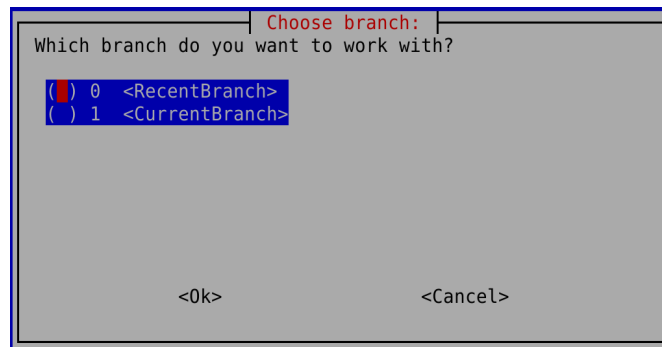 Choose branch:
Which branch do you want to work with?
( ) 0 <RecentBranch>
( ) 1 <CurrentBranch>
<Ok> <Cancel>